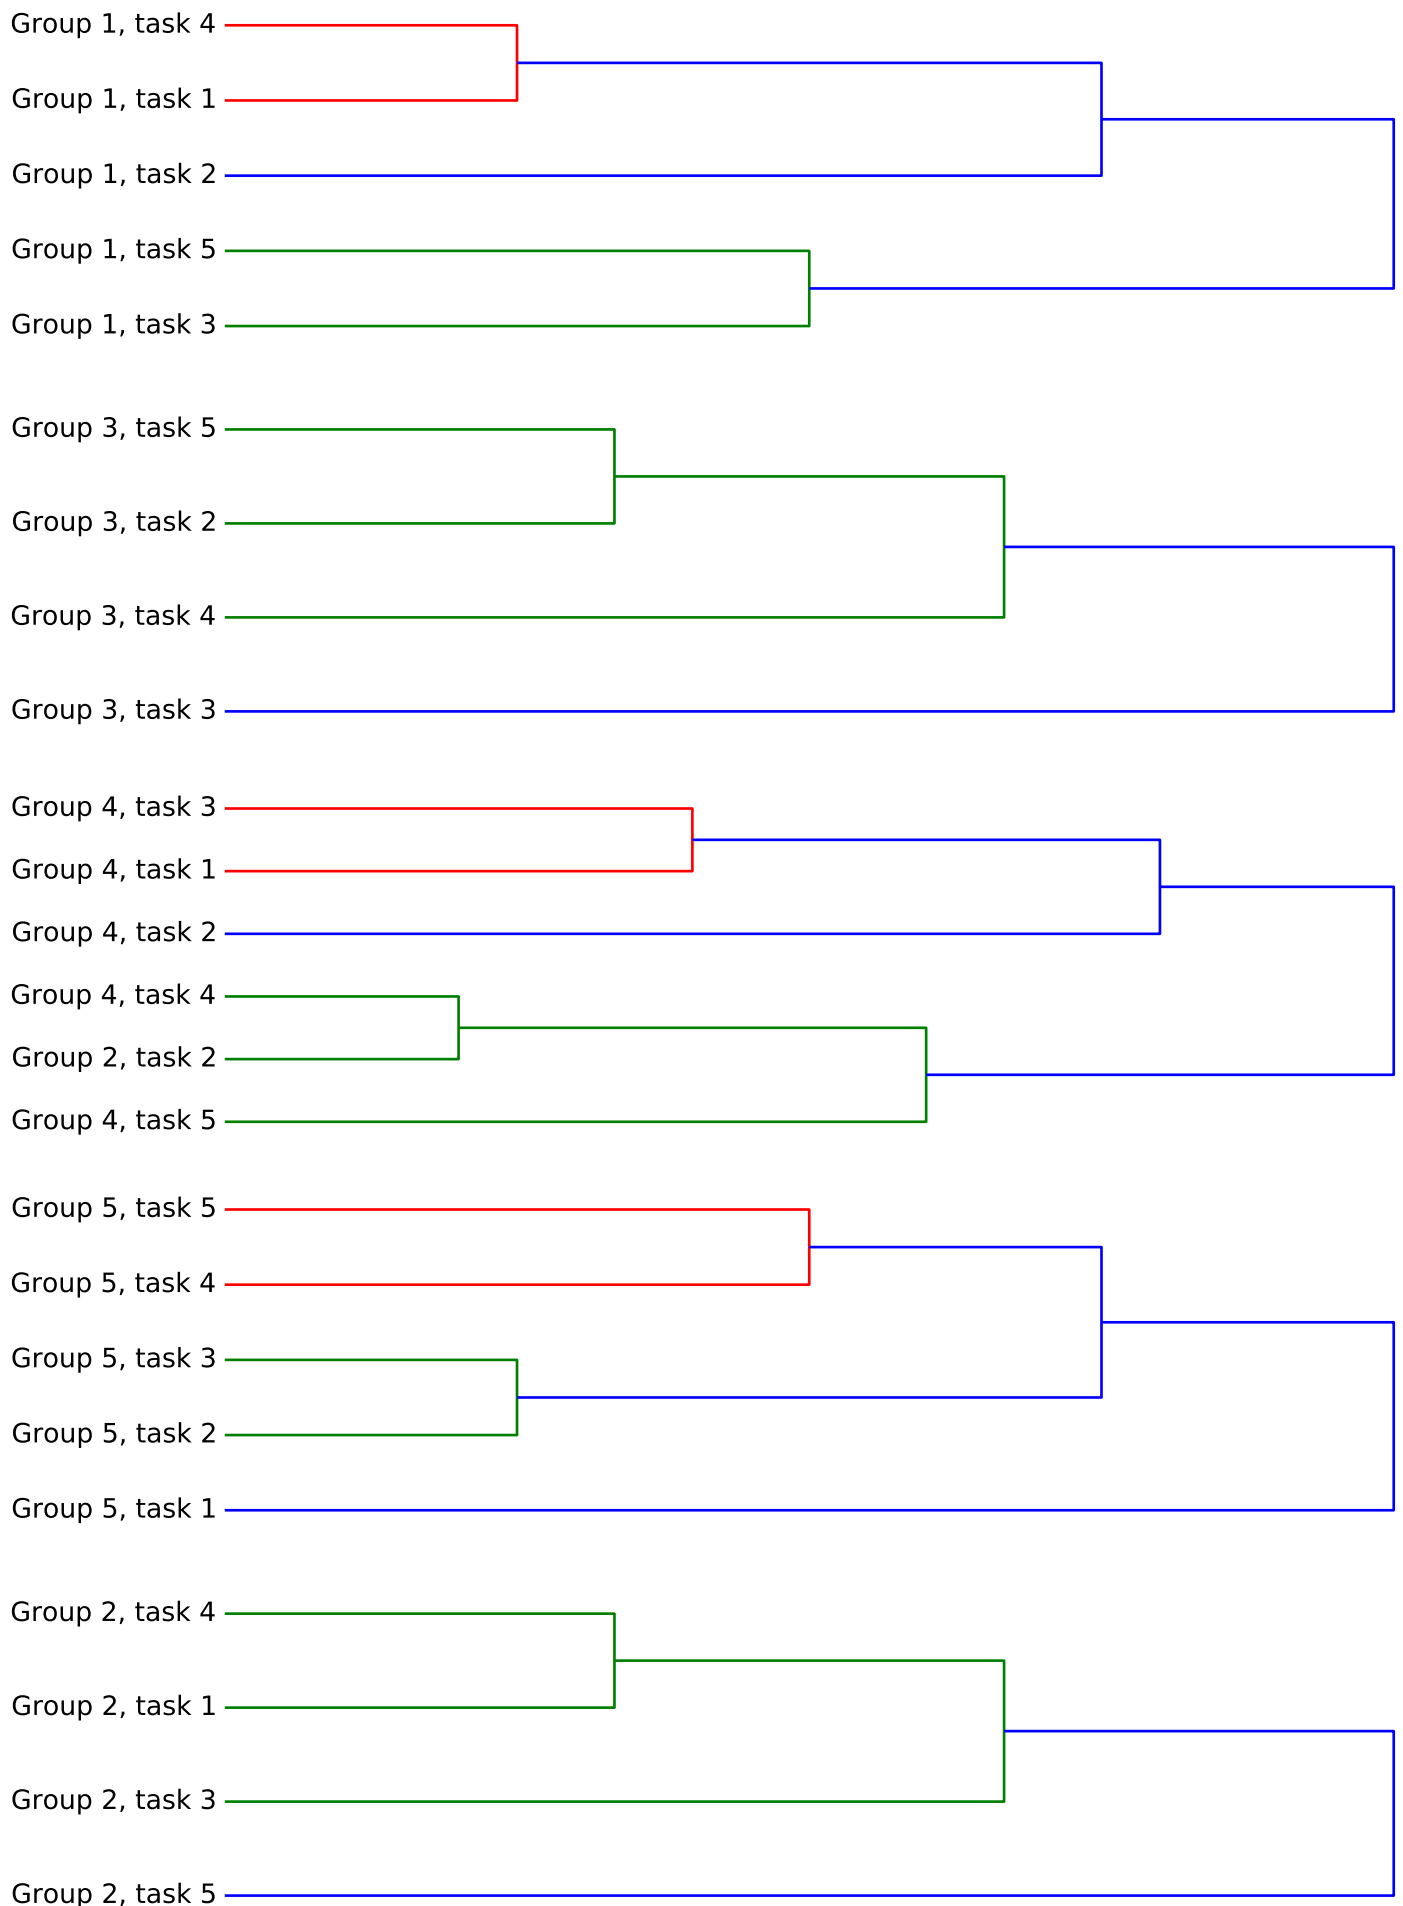 Group 1, task 4
Group 1, task 1
Group 1, task 2
Group 1, task 5
Group 1, task 3
Group 3, task 5
Group 3, task 2
Group 3, task 4
Group 3, task 3
Group 4, task 3
Group 4, task 1
Group 4, task 2
Group 4, task 4
Group 2, task 2
Group 4, task 5
Group 5, task 5
Group 5, task 4
Group 5, task 3
Group 5, task 2
Group 5, task 1
Group 2, task 4
Group 2, task 1
Group 2, task 3
Group 2, task 5